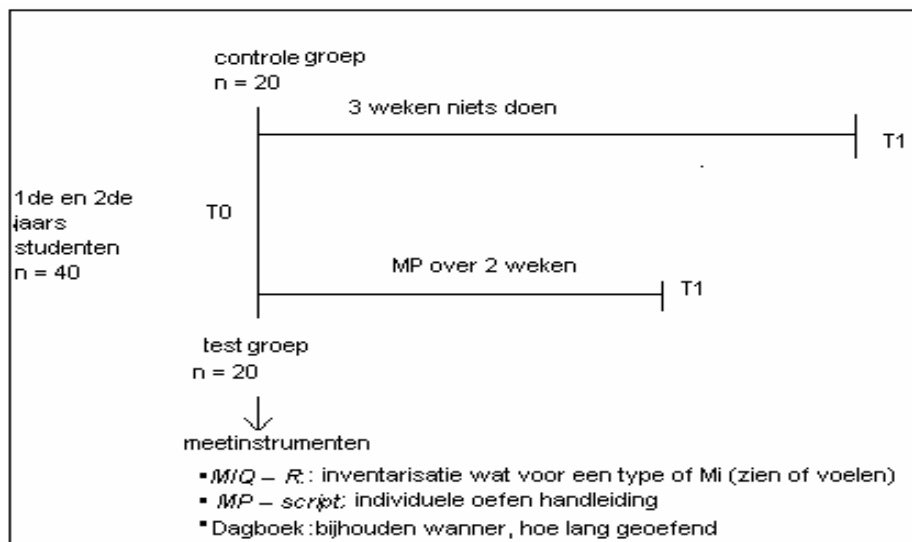 controle groep
n = 20
3 weken niets doen
T1
1de en 2de
jaars
studenten
n = 40
T0
MP over 2 weken
T1
test groep
n = 20
meetinstrumenten
▪ MIQ – R: inventarisatie wat voor een type of Mi (zien of voelen)
▪ MP – script: individuele oefen handleiding
▪ Dagboek :bijhouden wanner, hoe lang geoefend